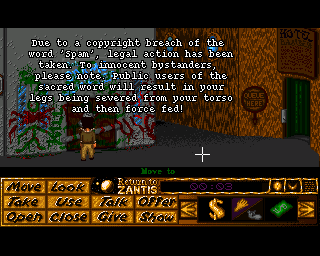 Due to a copyright breach of the
word 'Spam', legal action has been
taken. To innocent bystanders,
please note. Public users of the
sacred word will result in your
legs being severed from your torso
and then force fed!
HOTEL
Move to
Move Look
Return to
ZANTIS
00:03
Take Use Talk Offer
Open Close Give Show